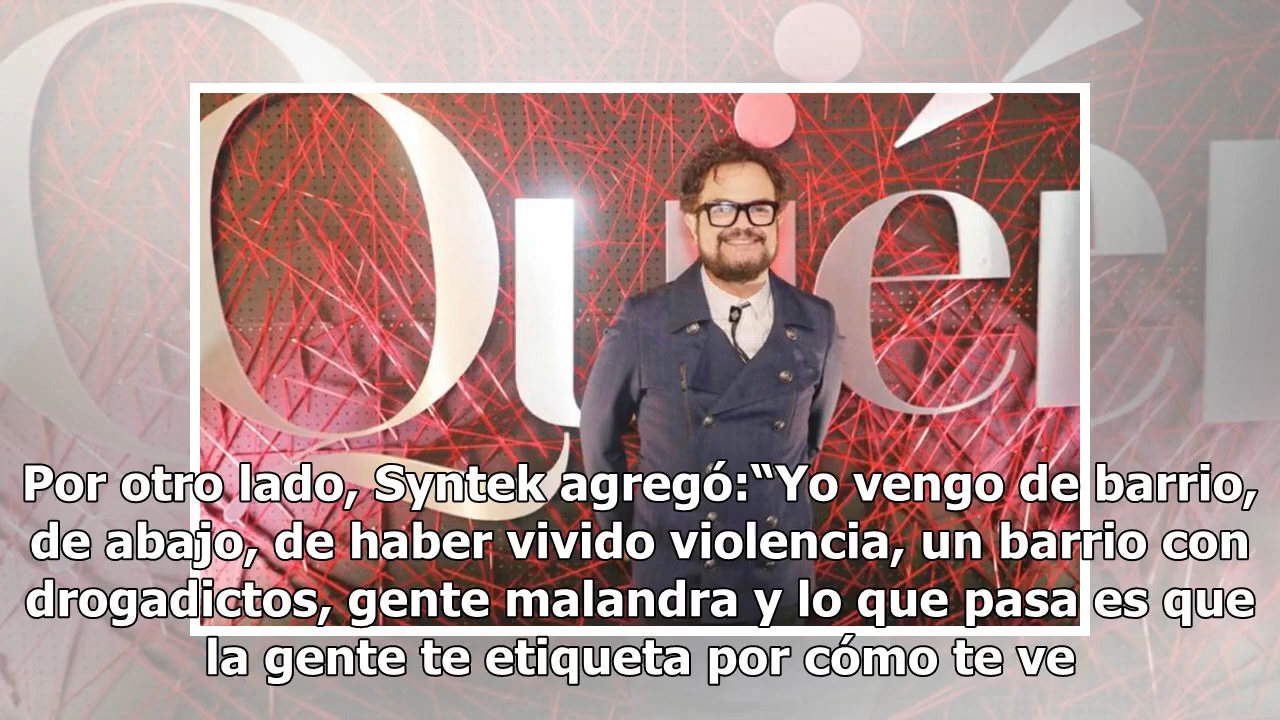 Quién
Por otro lado, Syntek agregó:“Yo vengo de barrio,
de abajo, de haber vivido violencia, un barrio con
drogadictos, gente malandra y lo que pasa es que
la gente te etiqueta por cómo te ve